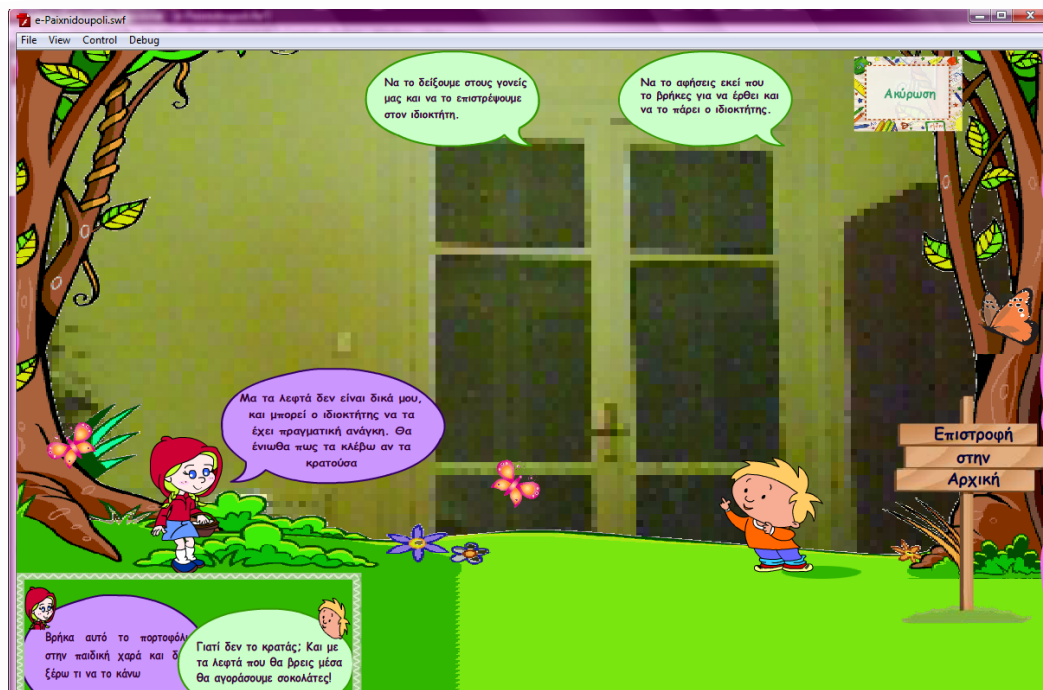 e-Paixnidoupoli.swf
File View Control Debug
Να το δείξουμε στους γονείς
μας και να το επιστρέψουμε
στον ιδιοκτήτη.
Να το αφήσεις εκεί που
το βρήκες για να έρθει και
να το πάρει ο ιδιοκτήτης.
Ακύρωση
Μα τα λεφτά δεν είναι δικά μου,
και μπορεί ο ιδιοκτήτης να τα
έχει πραγματική ανάγκη. Θα
ένιωθα πως τα κλέβω αν τα
κρατούσα
Επιστροφή
στην
Αρχική
Βρήκα αυτό το
στην παιδική χαρά και
ξέρω τι να το κάνω
Γιατί δεν το κρατάς; Και με
τα λεφτά που θα βρεις μέσα
θα αγοράσουμε σοκολάτες!